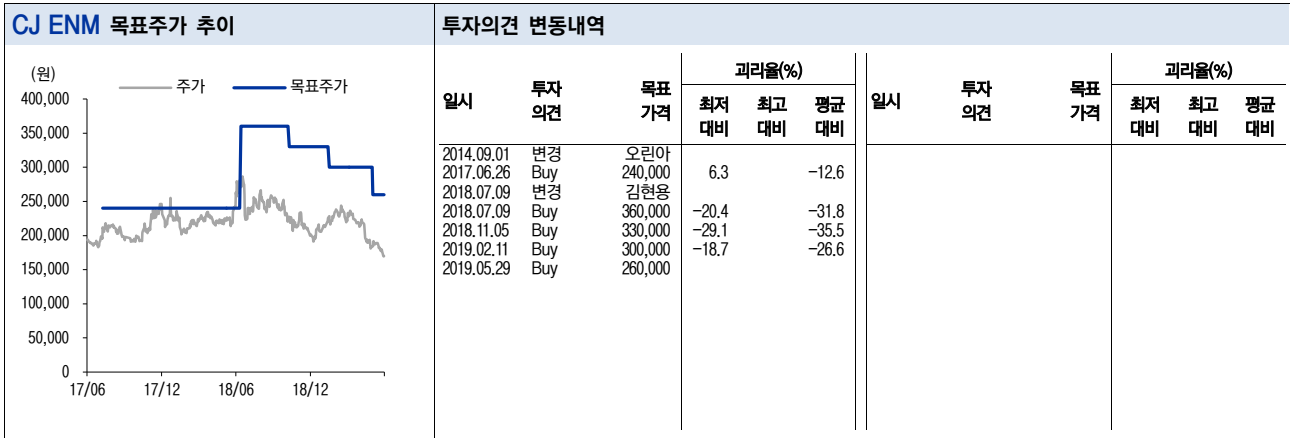 CJ ENM 목표주가 추이
(원)
주가
목표주가
400,000
350,000
300,000
250,000
200,000
150,000
100,000
50,000
0
17/06 17/12 18/06 18/12
투자의견 변동내역
일시 투자의견 목표가격 괴리율(%)
최저대비 최고대비 평균대비
2014.09.01 변경 오린아
2017.06.26 Buy 240,000 6.3 −12.6
2018.07.09 변경 김현용
2018.07.09 Buy 360,000 −20.4 −31.8
2018.11.05 Buy 330,000 −29.1 −35.5
2019.02.11 Buy 300,000 −18.7 −26.6
2019.05.29 Buy 260,000
일시 투자의견 목표가격 괴리율(%)
최저대비 최고대비 평균대비